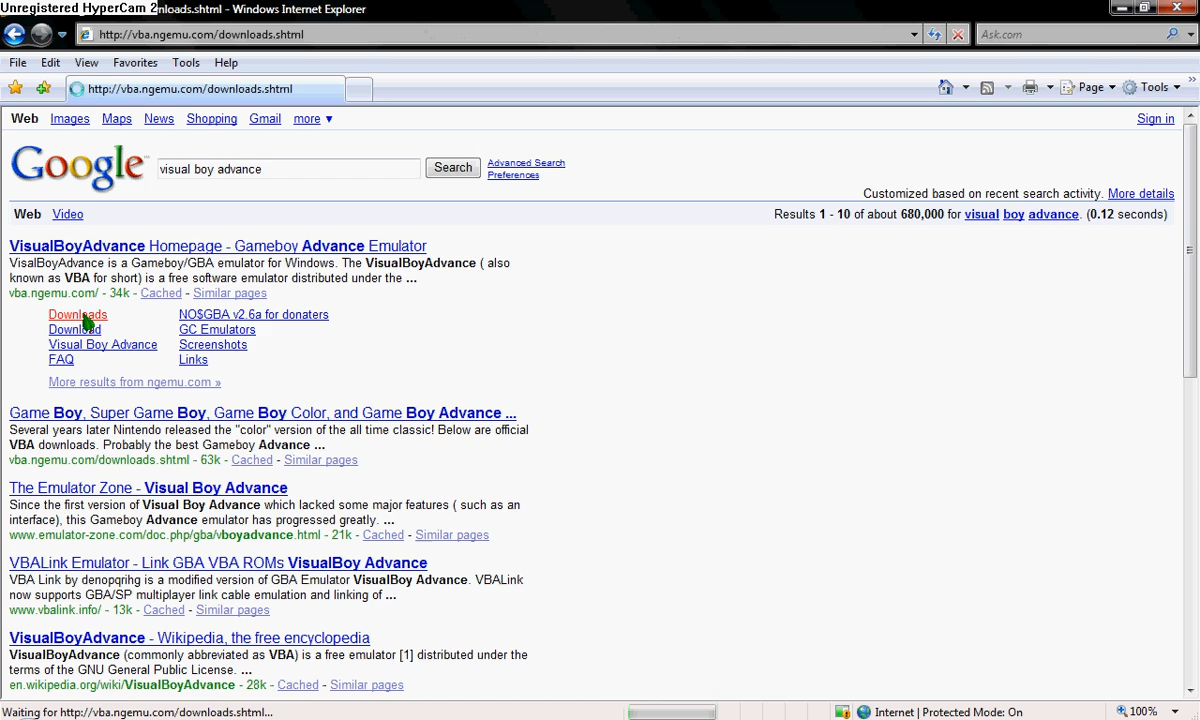 Unregistered HyperCam 2
nloads.shtml - Windows Internet Explorer
http://vba.ngemu.com/downloads.shtml
Ask.com
File Edit View Favorites Tools Help
http://vba.ngemu.com/downloads.shtml
Page Tools
Web Images Maps News Shopping Gmail more ▼
Sign in
Google
visual boy advance
Search
Advanced Search
Preferences
Customized based on recent search activity. More details
Web Video
Results 1 - 10 of about 680,000 for visual boy advance. (0.12 seconds)
VisualBoyAdvance Homepage - Gameboy Advance Emulator
VisalBoyAdvance is a Gameboy/GBA emulator for Windows. The VisualBoyAdvance ( also
known as VBA for short) is a free software emulator distributed under the ...
vba.ngemu.com/ - 34k - Cached - Similar pages
Downloads NO$GBA v2.6a for donaters
Download GC Emulators
Visual Boy Advance Screenshots
FAQ Links
More results from ngemu.com »
Game Boy, Super Game Boy, Game Boy Color, and Game Boy Advance ...
Several years later Nintendo released the "color" version of the all time classic! Below are official
VBA downloads. Probably the best Gameboy Advance ...
vba.ngemu.com/downloads.shtml - 63k - Cached - Similar pages
The Emulator Zone - Visual Boy Advance
Since the first version of Visual Boy Advance which lacked some major features ( such as an
interface), this Gameboy Advance emulator has progressed greatly. ...
www.emulator-zone.com/doc.php/gba/vboyadvance.html - 21k - Cached - Similar pages
VBALink Emulator - Link GBA VBA ROMs VisualBoy Advance
VBA Link by denopqrihg is a modified version of GBA Emulator VisualBoy Advance. VBALink
now supports GBA/SP multiplayer link cable emulation and linking of ...
www.vbalink.info/ - 13k - Cached - Similar pages
VisualBoyAdvance - Wikipedia, the free encyclopedia
VisualBoyAdvance (commonly abbreviated as VBA) is a free emulator [1] distributed under the
terms of the GNU General Public License. ...
en.wikipedia.org/wiki/VisualBoyAdvance - 28k - Cached - Similar pages
Waiting for http://vba.ngemu.com/downloads.shtml...
Internet | Protected Mode: On
100%